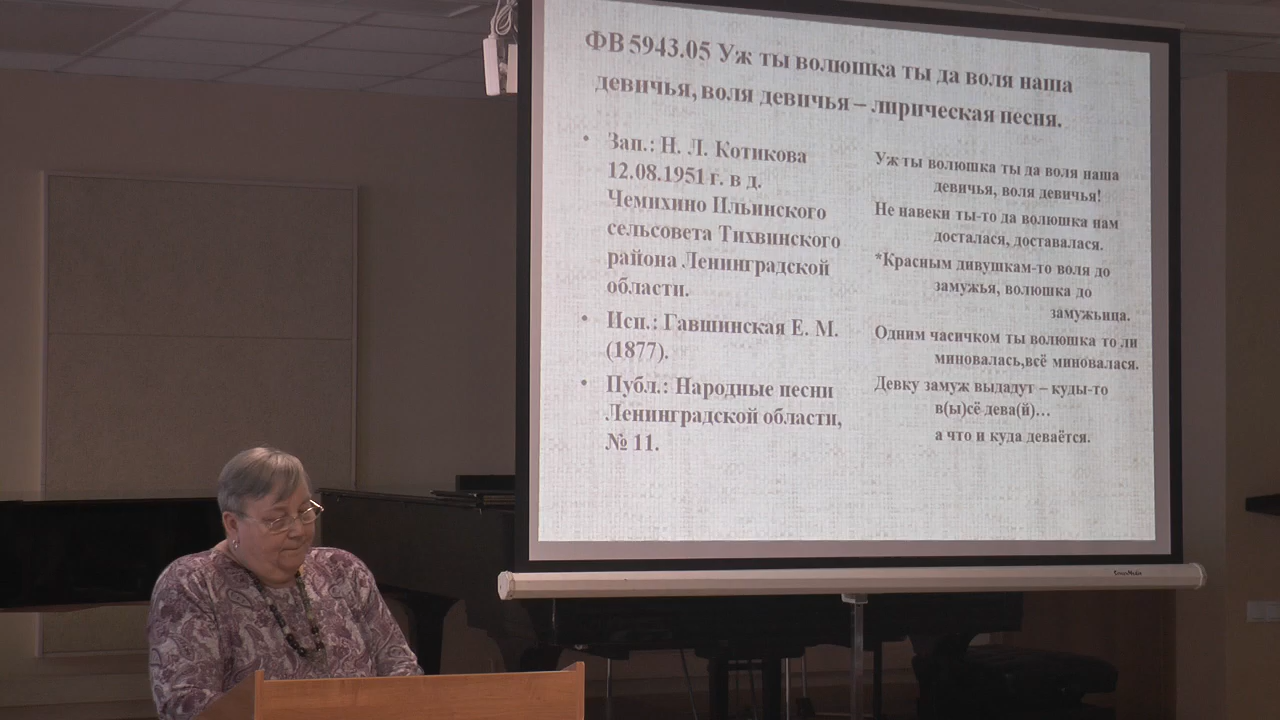 ФВ 5943.05 Уж ты волюшка ты да воля наша
девичья, воля девичья – лирическая песня.
• Зап.: Н. Л. Котикова
12.08.1951 г. в д.
Чемихино Ильинского
сельсовета Тихвинского
района Ленинградской
области.
• Исп.: Гавшинская Е. М.
(1877).
• Публ.: Народные песни
Ленинградской области,
№ 11.
Уж ты волюшка ты да воля наша
девичья, воля девичья!
Не навеки ты-то да волюшка нам
досталася, доставалася.
*Красным дивушкам-то воля до
замужья, волюшка до
замужьица.
Одним часичком ты волюшка то ли
миновалась,всё миновалася.
Девку замуж выдадут – куды-то
в(ы)сё дева(й)…
а что и куда деваётся.